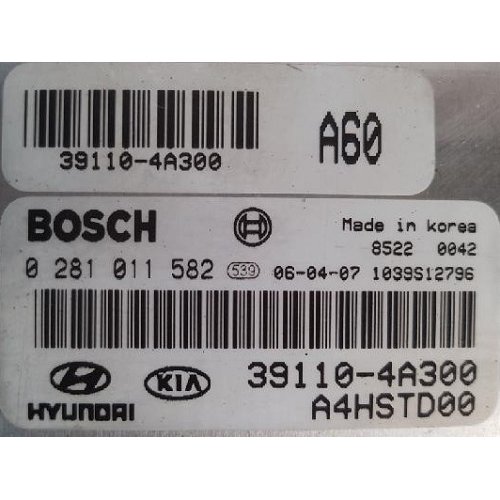 39110-4A300
A60
BOSCH
Made in korea
8522 0042
0 281 011 582 539 06-04-07 1039S12796
HYUNDAI
KIA
39110-4A300
A4HSTD00